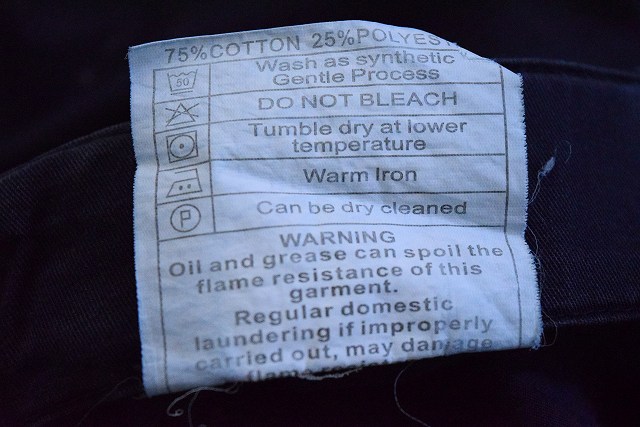 75%COTTON 25%POLYES
50
Wash as synthetic
Gentle Process
DO NOT BLEACH
Tumble dry at lower
temperature
Warm Iron
P
Can be dry cleaned
WARNING
Oil and grease can spoil the
flame resistance of this
garment.
Regular domestic
laundering if improperly
carried out, may damage
flame